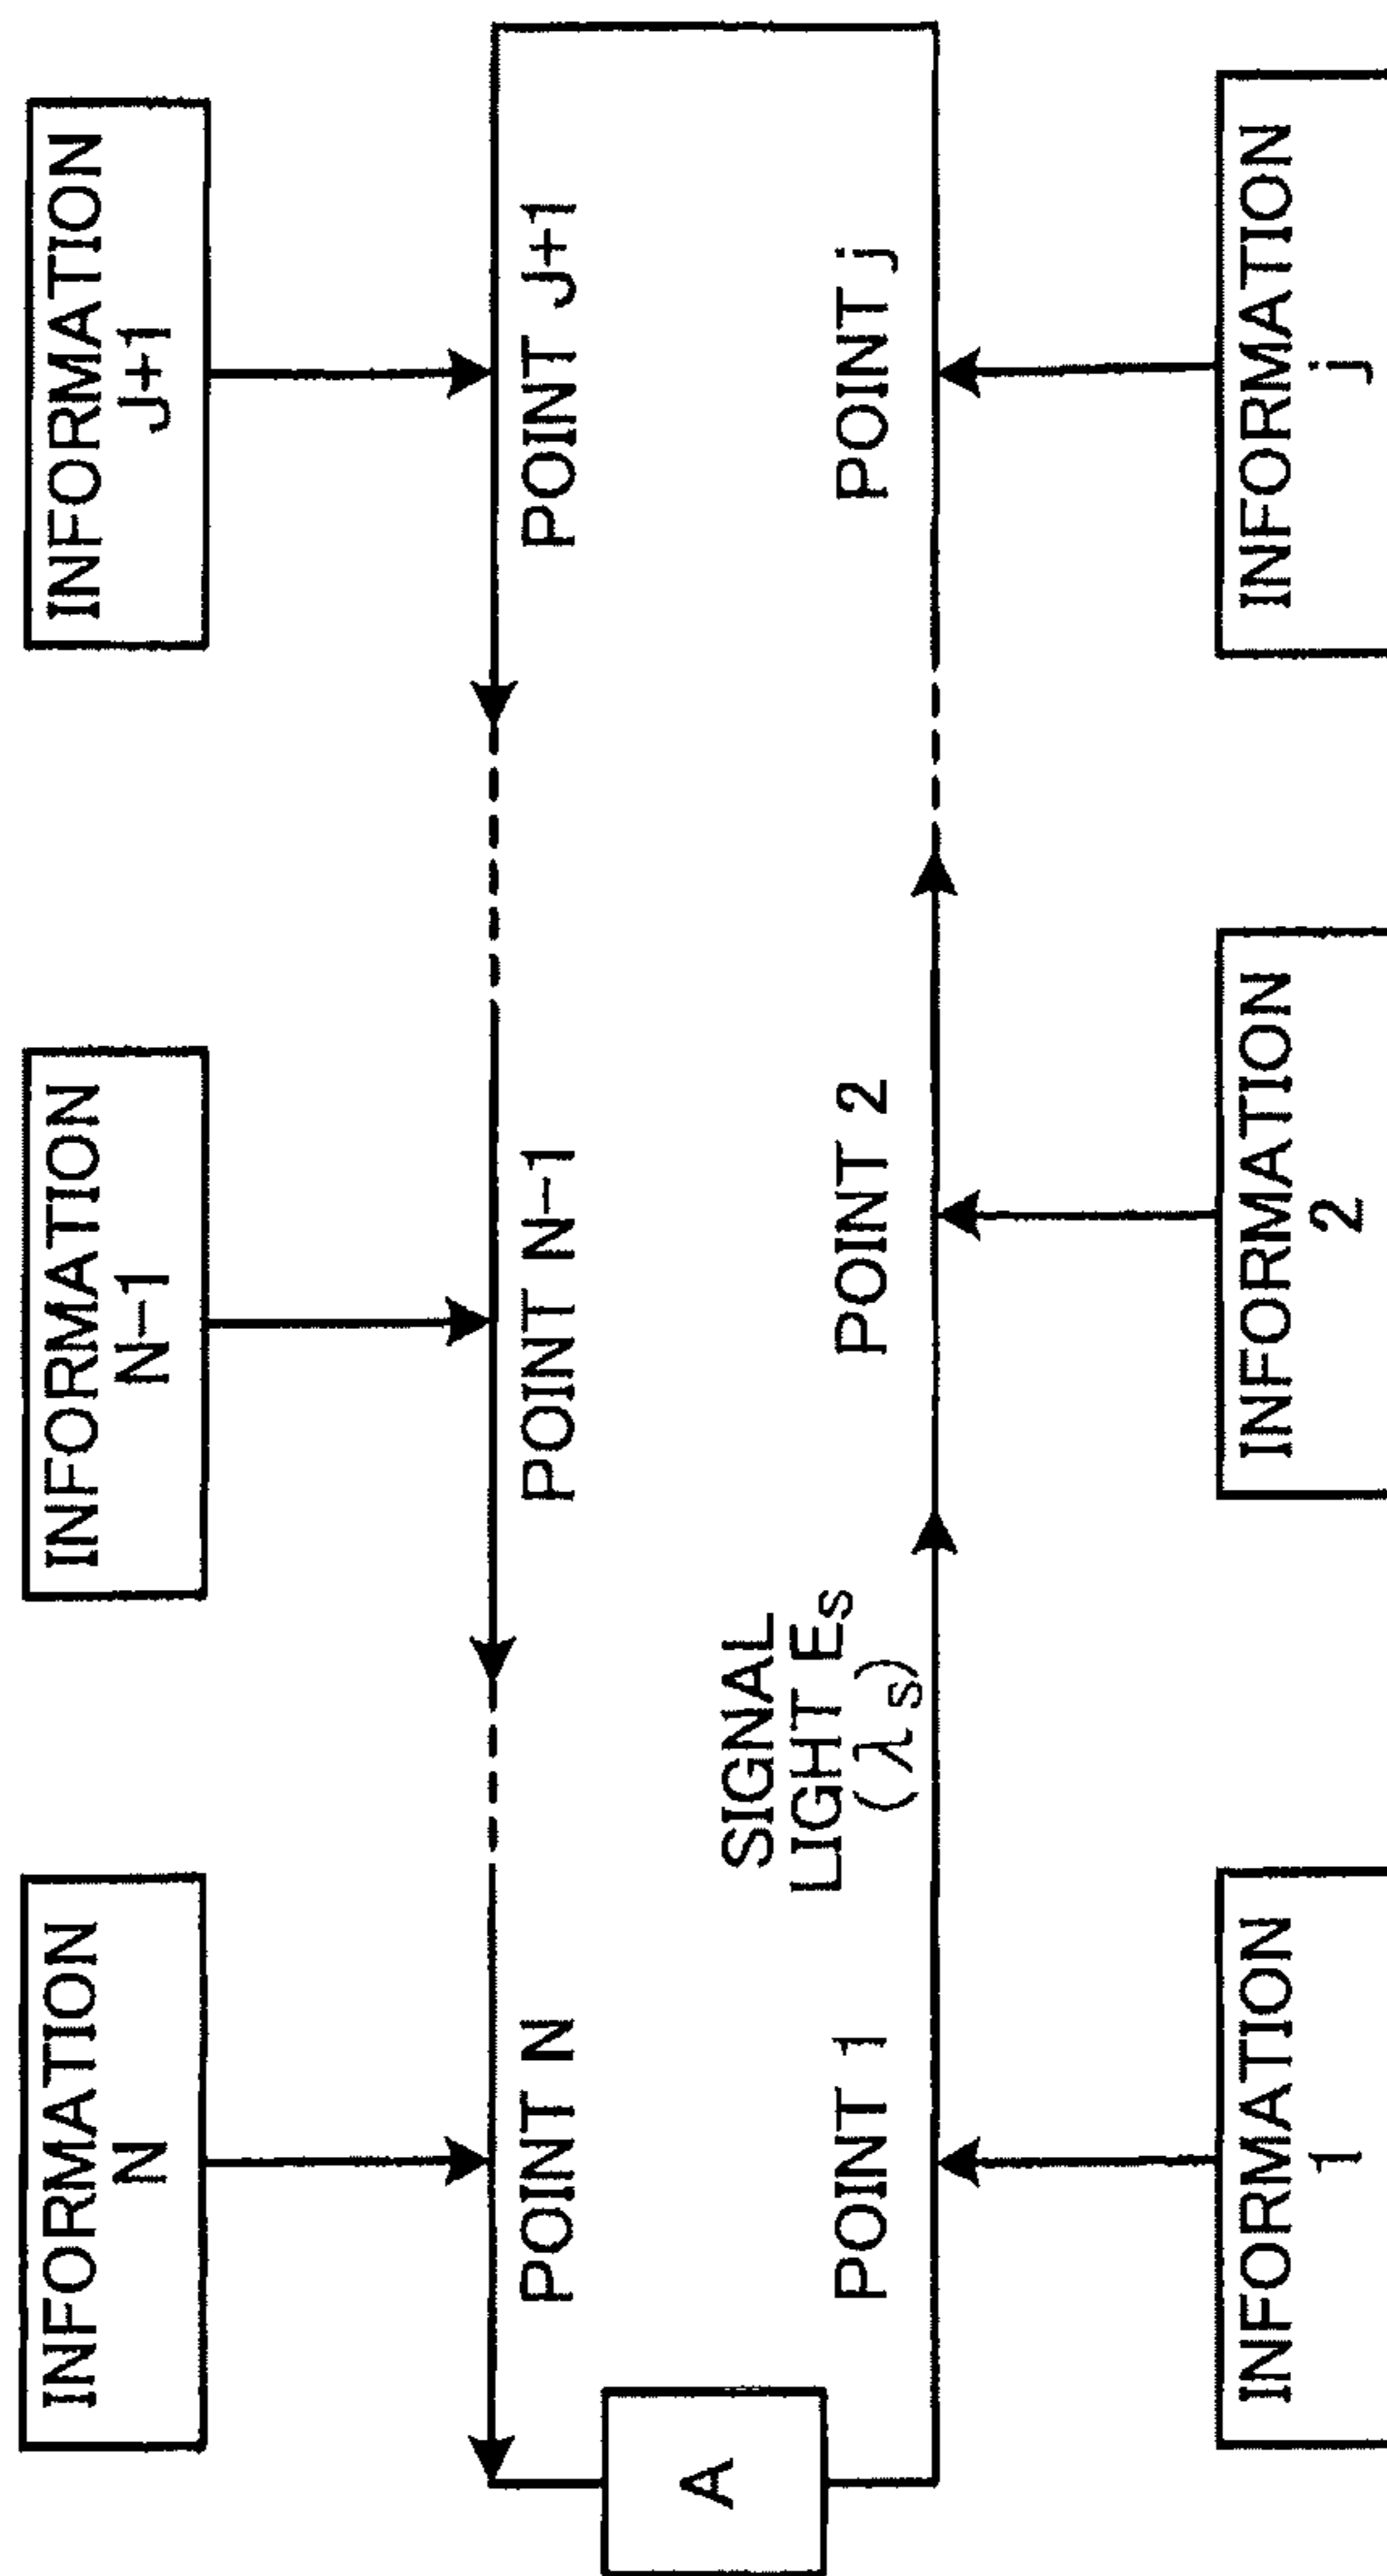 INFORMATION
N
INFORMATION
N-1
INFORMATION
J+1
POINT N
POINT N-1
POINT J+1
A
SIGNAL
LIGHT Es
(λs)
POINT 1
POINT 2
POINT j
INFORMATION
1
INFORMATION
2
INFORMATION
j